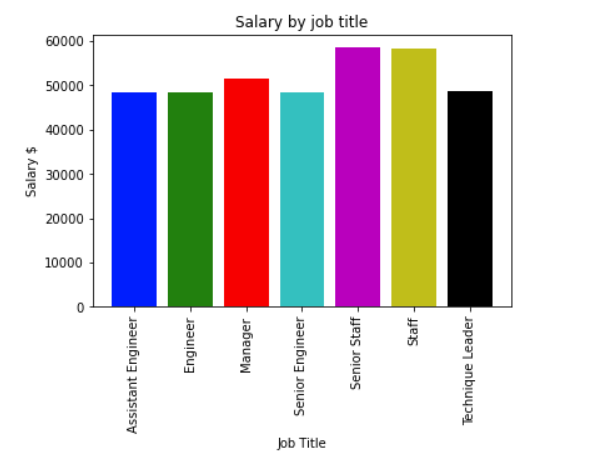 Salary by job title
60000
50000
40000
30000
20000
10000
0
Salary $
Assistant Engineer
Engineer
Manager
Senior Engineer
Senior Staff
Staff
Technique Leader
Job Title